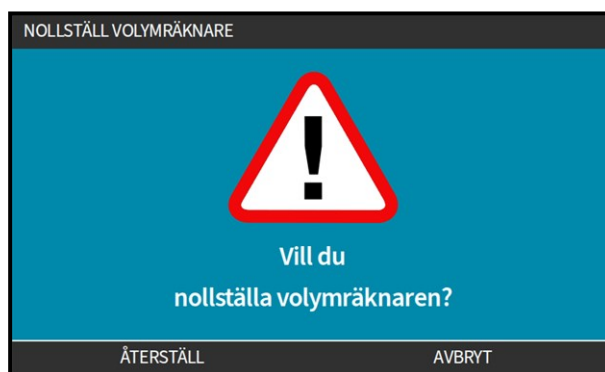 NOLLSTÄLL VOLYMRÄKNARE
!
Vill du
nollställa volymräknaren?
ÅTERSTÄLL AVBRYT